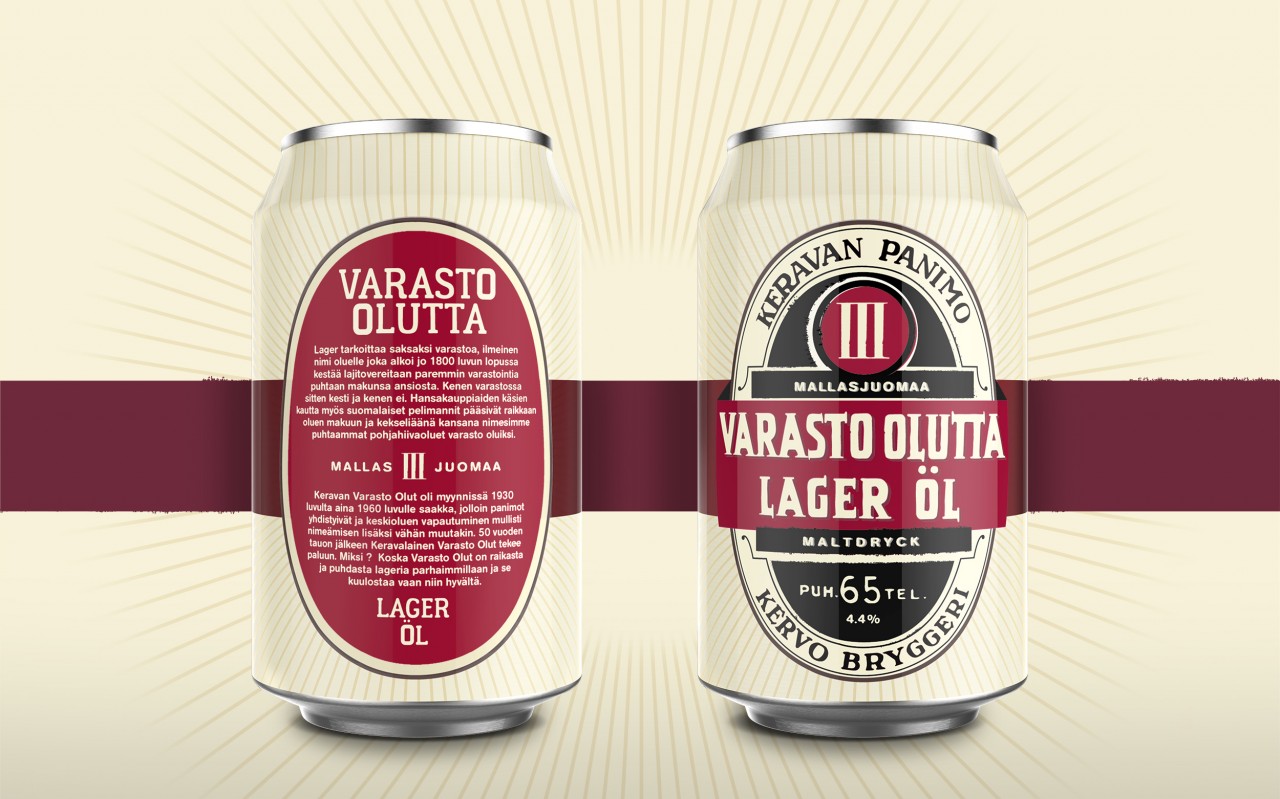 VARASTO
OLUTTA
Lager tarkoittaa saksaksi varastoa, ilmeinen
nimi oluelle joka alkoi jo 1800 luvun lopussa
kestää lajitovereitaan paremmin varastointia
puhtaan makunsa ansiosta. Kenen varastossa
sitten kesti ja kenen ei. Hansakauppiaiden käsien
kautta myös suomalaiset pelimannit pääsivät raikkaan
oluen makuun ja kekseliäänä kansana nimesimme
puhtaammat pohjahiivaoluet varasto oluiksi.
MALLAS III JUOMAA
Keravan Varasto Olut oli myynnissä 1930
luvulta aina 1960 luvulle saakka, jolloin panimot
yhdistyivät ja keskioluen vapautuminen mullisti
nimeämisen lisäksi vähän muutakin. 50 vuoden
tauon jälkeen Keravalainen Varasto Olut tekee
paluun. Miksi ? Koska Varasto Olut on raikasta
ja puhdasta lageria parhaimmillaan ja se
kuulostaa vaan niin hyvältä.
LAGER
ÖL
KERAVAN PANIMO
III
MALLASJUOMAA
VARASTO OLUTTA
LAGER ÖL
MALTDRYCK
PUH. 65 TEL.
4.4%
KERVO BRYGGERI